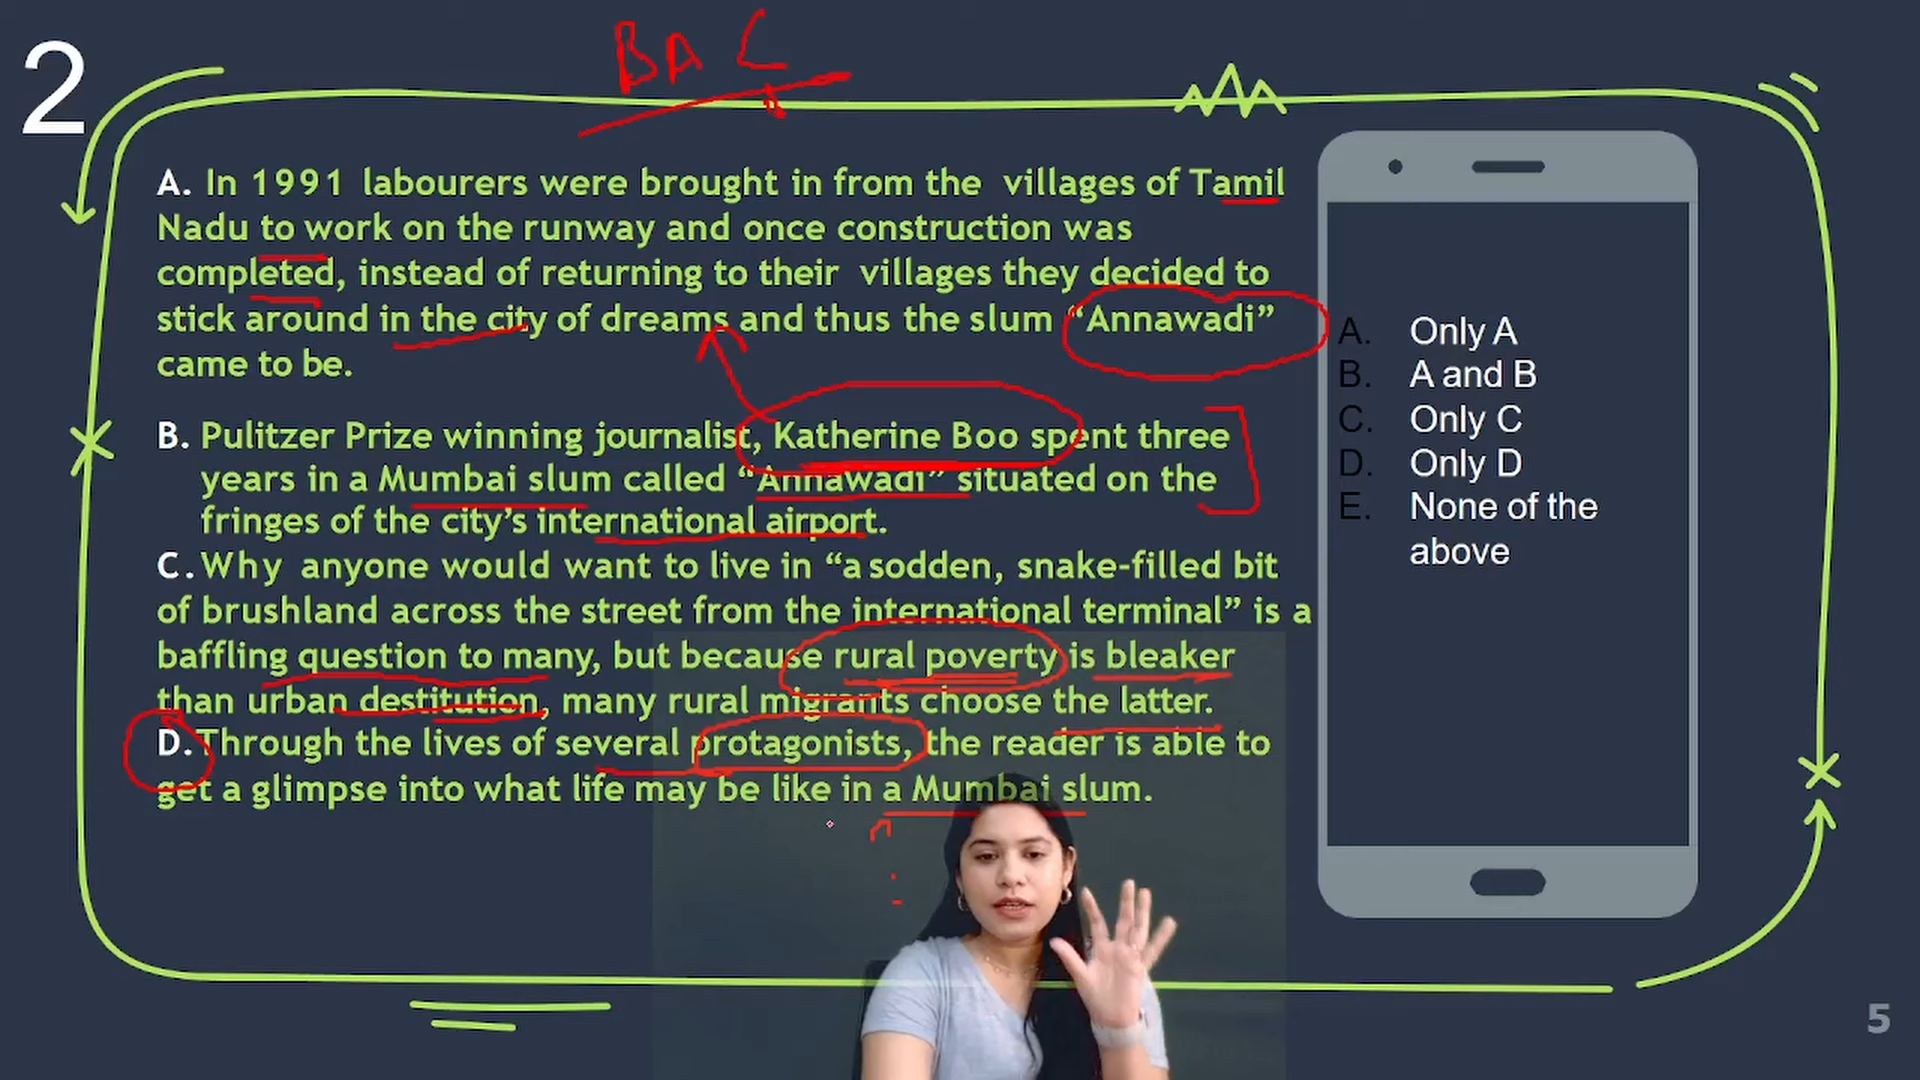 2
BAC
A. In 1991 labourers were brought in from the villages of Tamil
Nadu to work on the runway and once construction was
completed, instead of returning to their villages they decided to
stick around in the city of dreams and thus the slum “Annawadi”
came to be.
B. Pulitzer Prize winning journalist, Katherine Boo spent three
years in a Mumbai slum called “Annawadi” situated on the
fringes of the city’s international airport.
C. Why anyone would want to live in “a sodden, snake-filled bit
of brushland across the street from the international terminal” is a
baffling question to many, but because rural poverty is bleaker
than urban destitution, many rural migrants choose the latter.
D. Through the lives of several protagonists, the reader is able to
get a glimpse into what life may be like in a Mumbai slum.
A. Only A
B. A and B
C. Only C
D. Only D
E. None of the
above
5